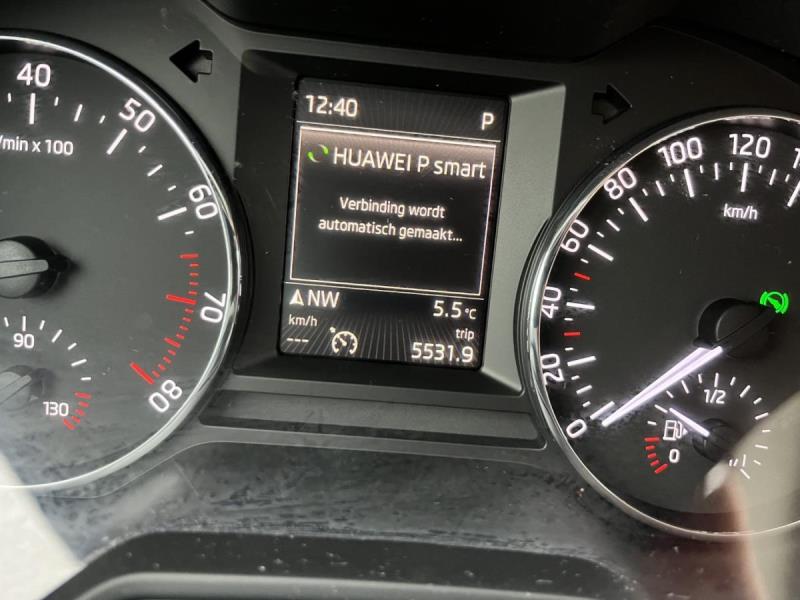 40
50
/min x 100
60
70
80
90
130
12:40
P
HUAWEI P smart
Verbinding wordt
automatisch gemaakt...
NW
5.5 °C
km/h
trip
---
5531.9
0
20
40
60
80
100
120
km/h
1/2
0